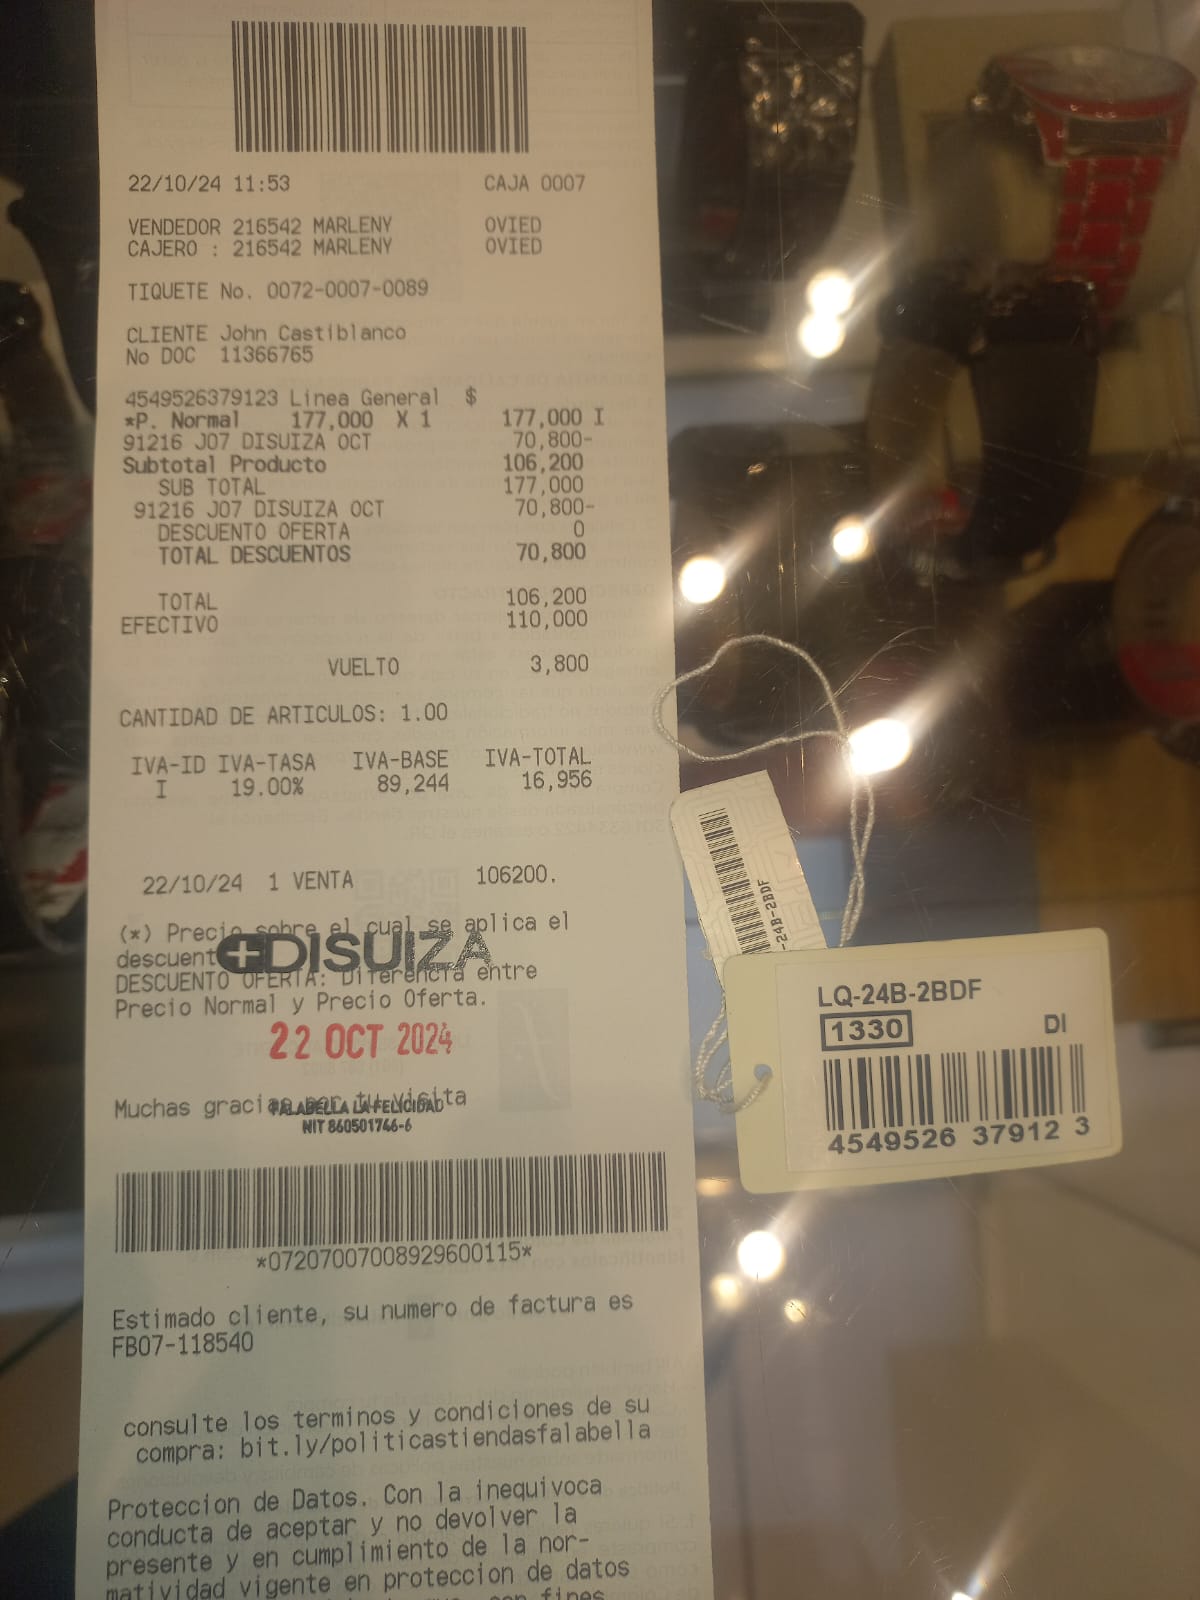 22/10/24 11:53 CAJA 0007
VENDEDOR 216542 MARLENY OVIED
CAJERO : 216542 MARLENY OVIED
TIQUETE No. 0072-0007-0089
CLIENTE John Castiblanco
No DOC 11366765
4549526379123 Linea General $
*P. Normal 177,000 X 1 177,000 I
91216 J07 DISUIZA OCT 70,800-
Subtotal Producto 106,200
SUB TOTAL 177,000
91216 J07 DISUIZA OCT 70,800-
DESCUENTO OFERTA 0
TOTAL DESCUENTOS 70,800
TOTAL 106,200
EFECTIVO 110,000
VUELTO 3,800
CANTIDAD DE ARTICULOS: 1.00
IVA-ID IVA-TASA IVA-BASE IVA-TOTAL
I 19.00% 89,244 16,956
22/10/24 1 VENTA 106200.
(*) Precio sobre el cual se aplica el
descuent
DISUIZA
DESCUENTO OFERTA: Diferencia entre
Precio Normal y Precio Oferta.
22 OCT 2024
Muchas gracias por tu visita
FALABELLA LA FELICIDAD
NIT 860501746-6
*07207007008929600115*
Estimado cliente, su numero de factura es
FB07-118540
consulte los terminos y condiciones de su
compra: bit.ly/politicastiendasfalabella
Proteccion de Datos. Con la inequivoca
conducta de aceptar y no devolver la
presente y en cumplimiento de la nor-
matividad vigente en proteccion de datos
fines
-24B-2BDF
LQ-24B-2BDF
1330 DI
4549526 37912 3